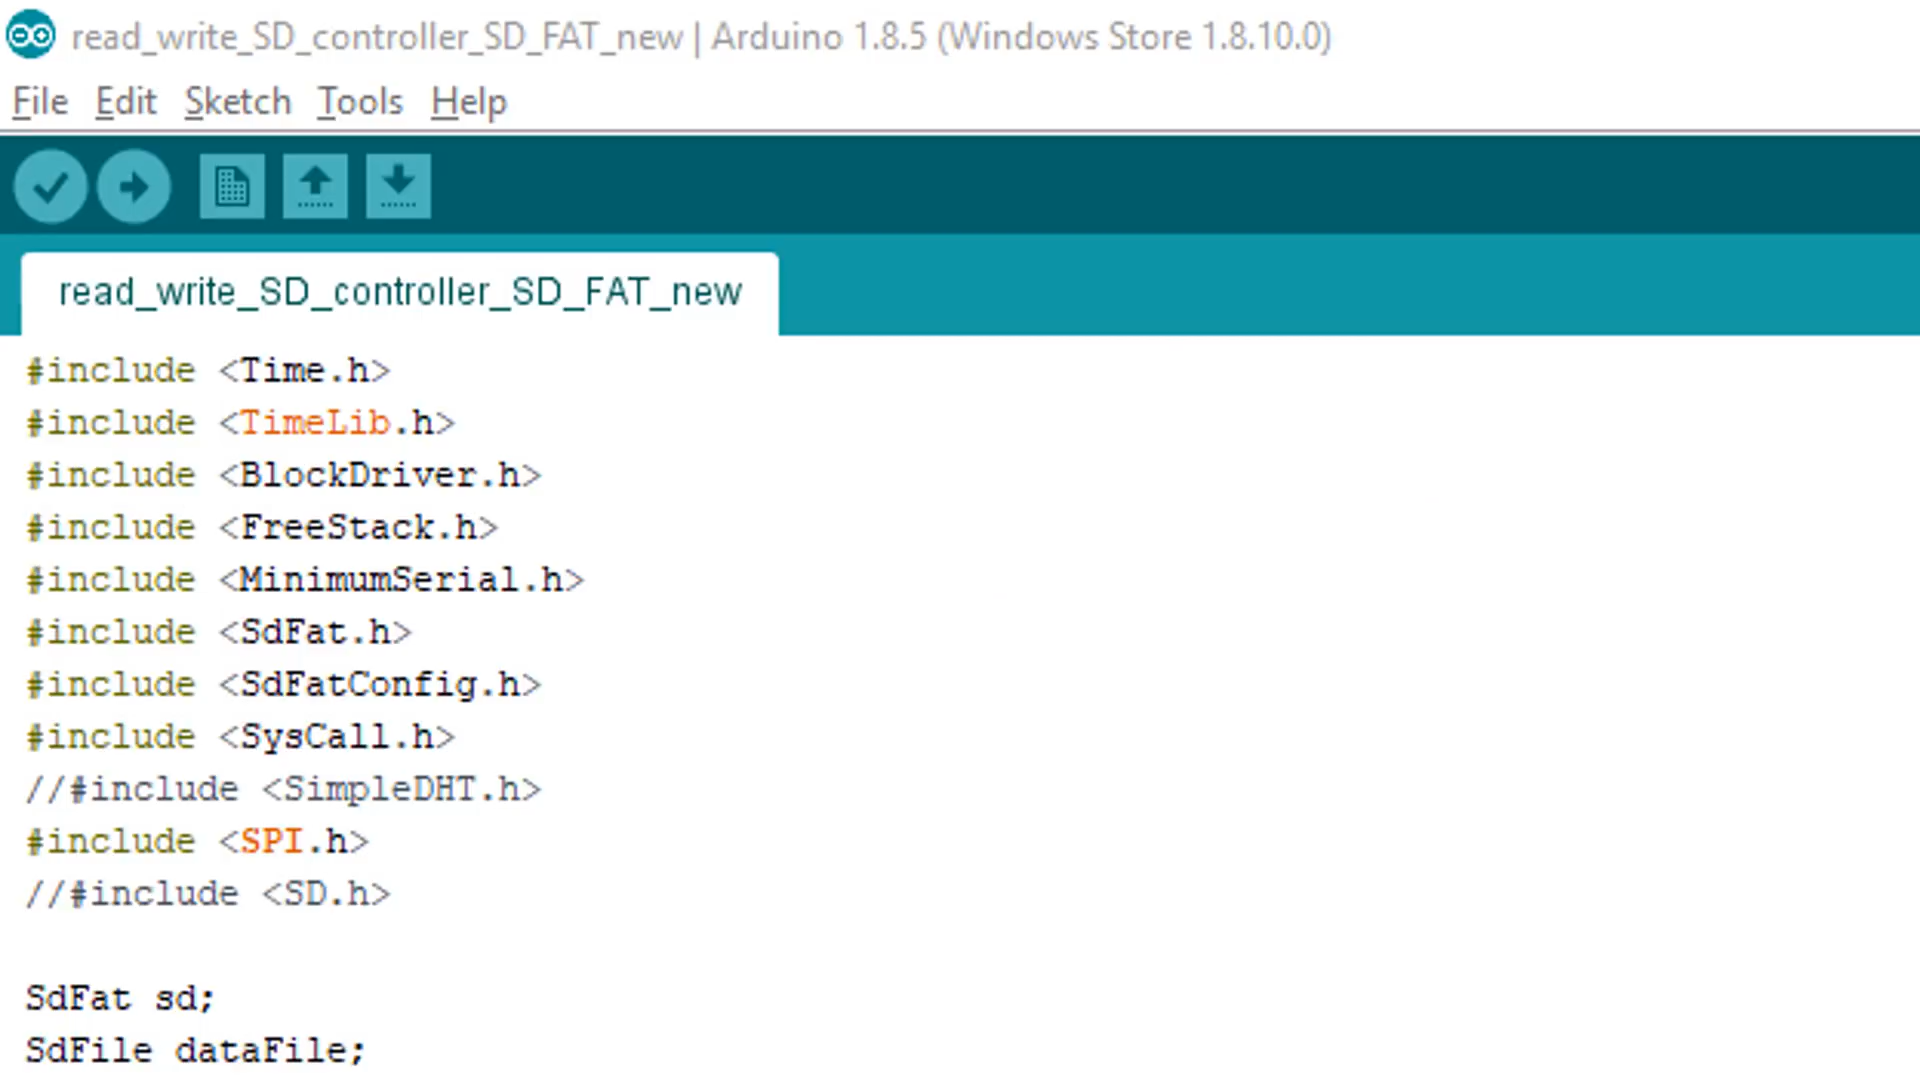 read_write_SD_controller_SD_FAT_new | Arduino 1.8.5 (Windows Store 1.8.10.0)
File Edit Sketch Tools Help
read_write_SD_controller_SD_FAT_new
#include <Time.h>
#include <TimeLib.h>
#include <BlockDriver.h>
#include <FreeStack.h>
#include <MinimumSerial.h>
#include <SdFat.h>
#include <SdFatConfig.h>
#include <SysCall.h>
//#include <SimpleDHT.h>
#include <SPI.h>
//#include <SD.h>
SdFat sd;
SdFile dataFile;